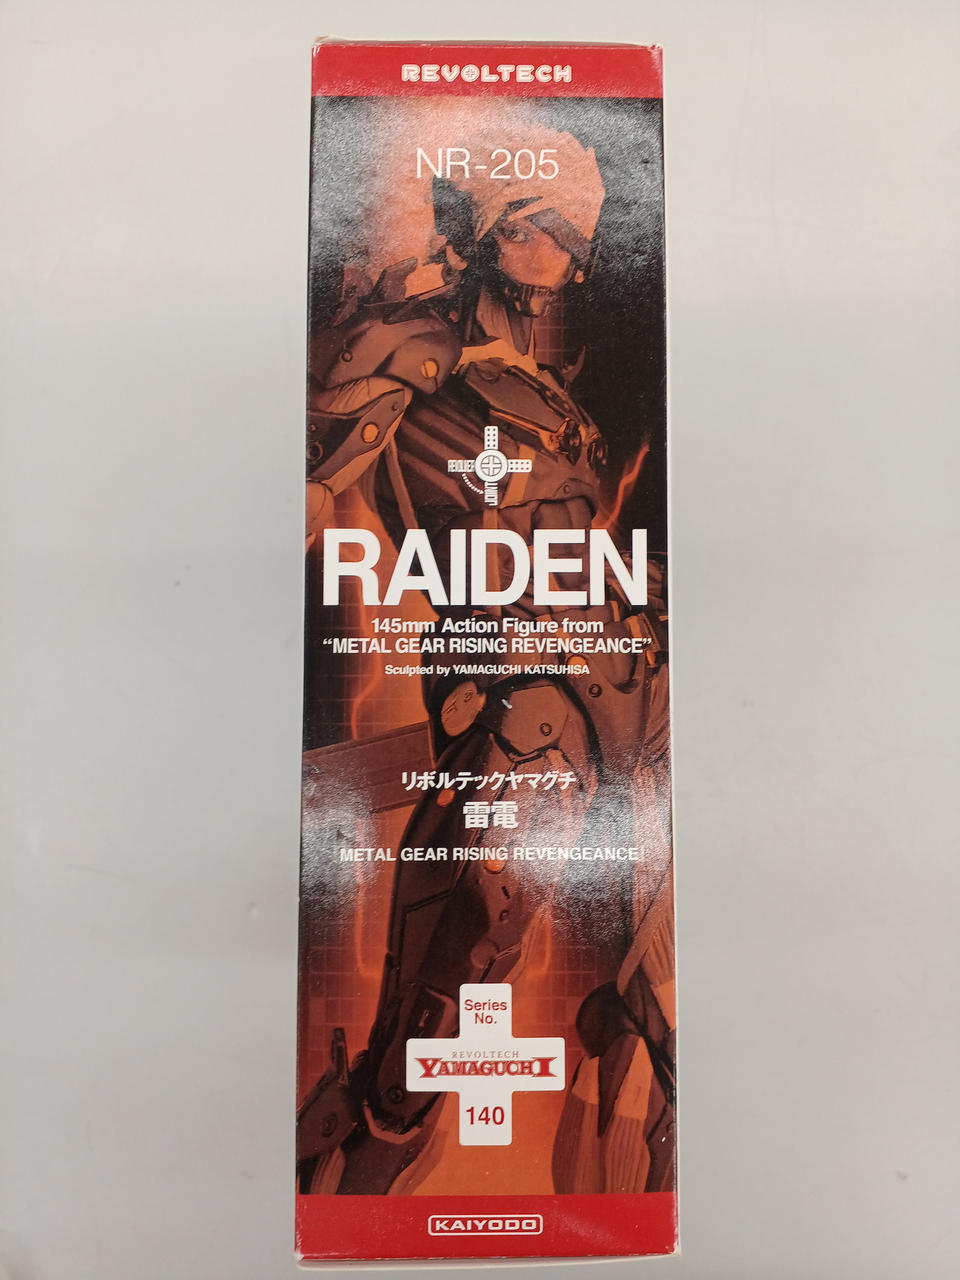 REVOLTECH
NR-205
REVOLVER
JOINT
RAIDEN
145mm Action Figure from
“METAL GEAR RISING REVENGEANCE”
Sculpted by YAMAGUCHI KATSUHISA
リボルテックヤマグチ
雷電
[METAL GEAR RISING REVENGEANCE]
Series
No.
REVOLTECH
YAMAGUCHI
140
KAIYODO